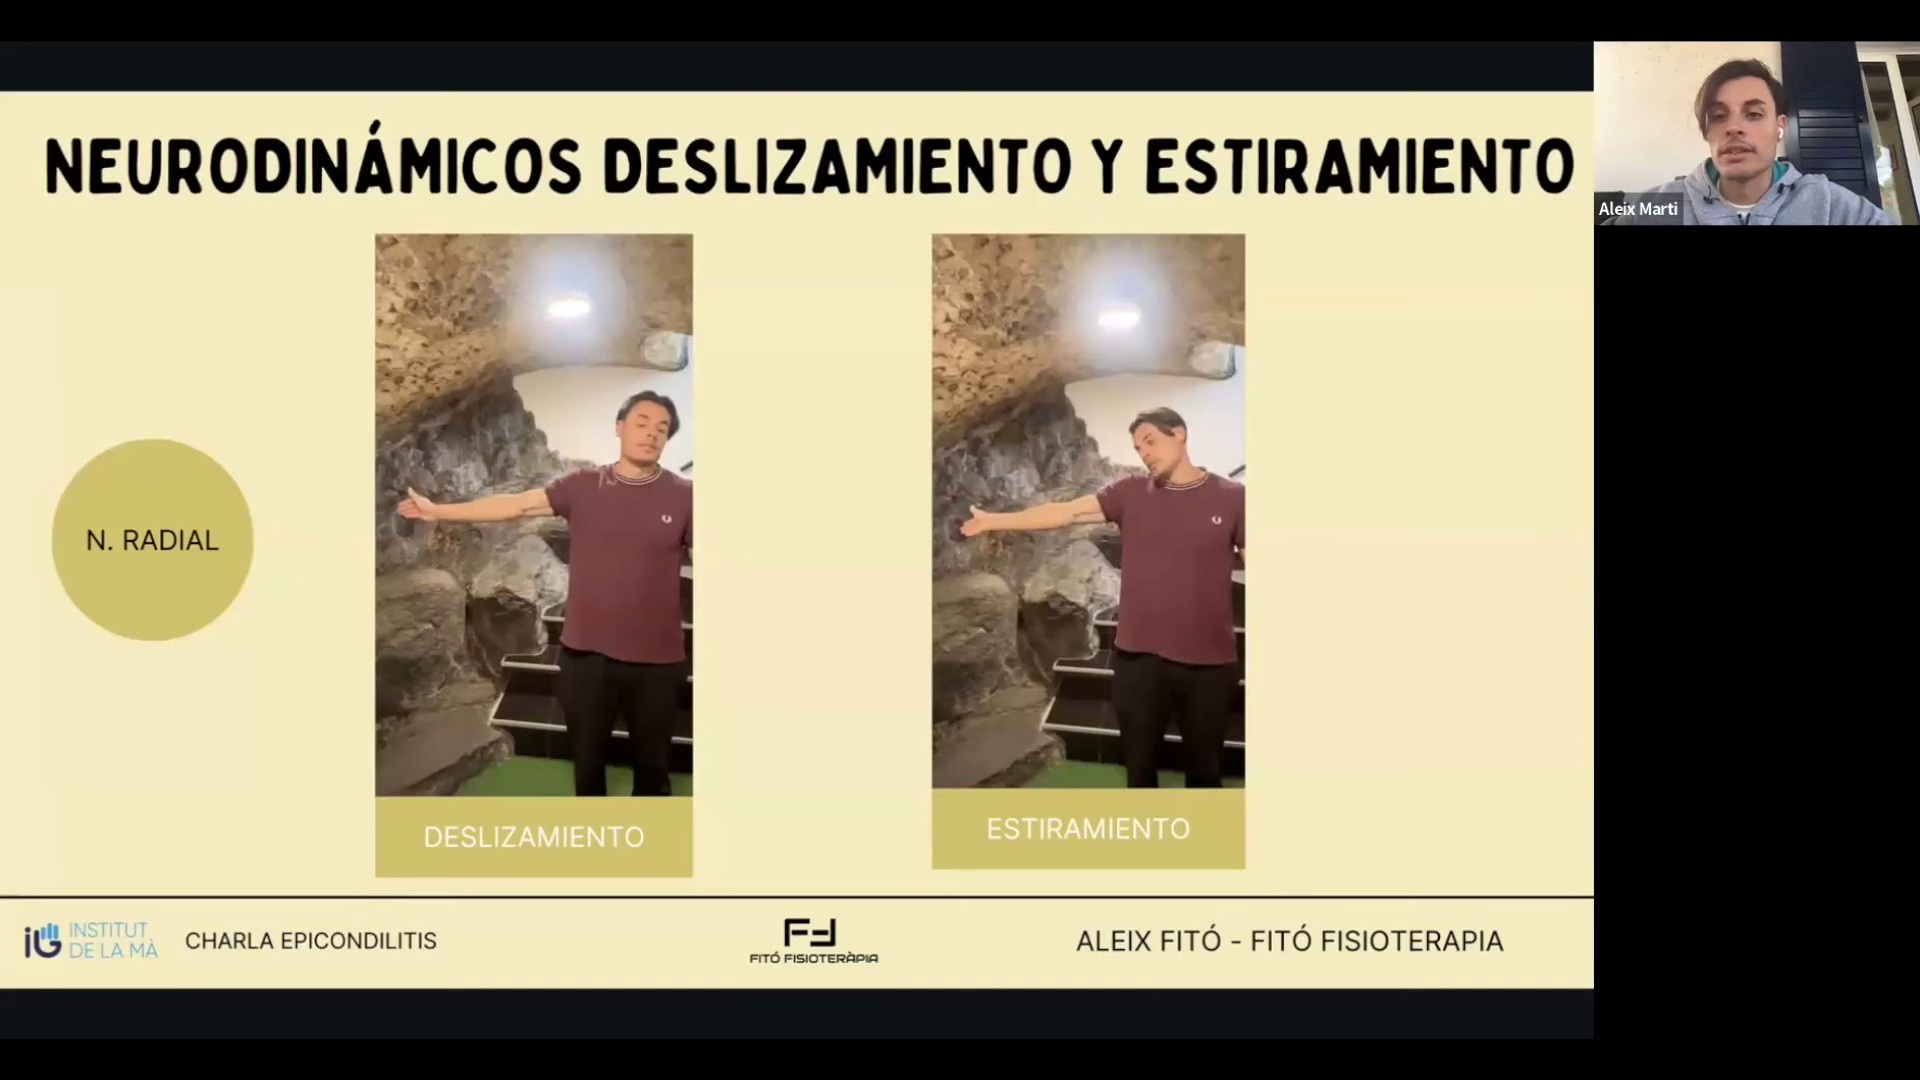 NEURODINÁMICOS DESLIZAMIENTO Y ESTIRAMIENTO
Aleix Marti
N. RADIAL
DESLIZAMIENTO
ESTIRAMIENTO
INSTITUT
DE LA MÀ
CHARLA EPICONDILITIS
FITÓ FISIOTERÀPIA
ALEIX FITÓ - FITÓ FISIOTERAPIA